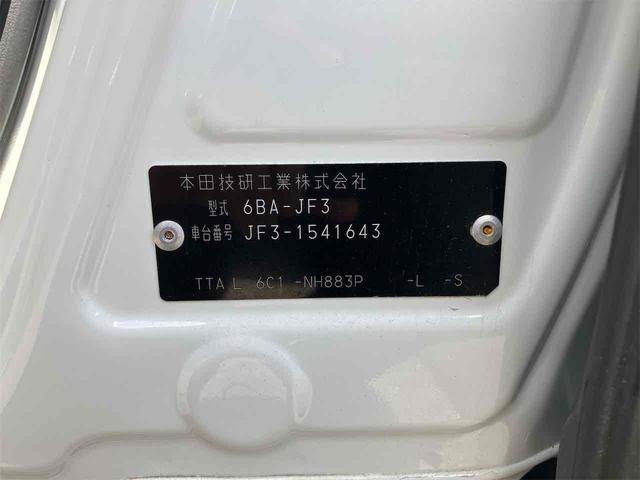 本田技研工業株式会社
型式 6BA-JF3
車台番号 JF3-1541643
TTA L 6C1 -NH883P -L -S